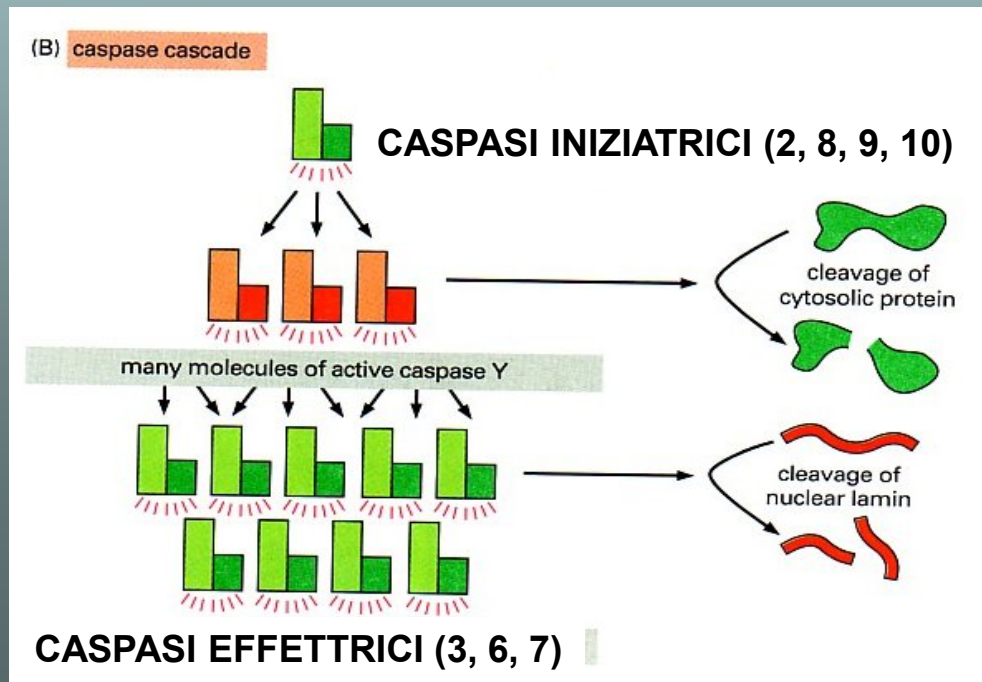 (B) caspase cascade
CASPASI INIZIATRICI (2, 8, 9, 10)
cleavage of
cytosolic protein
many molecules of active caspase Y
cleavage of
nuclear lamin
CASPASI EFFETTRICI (3, 6, 7)